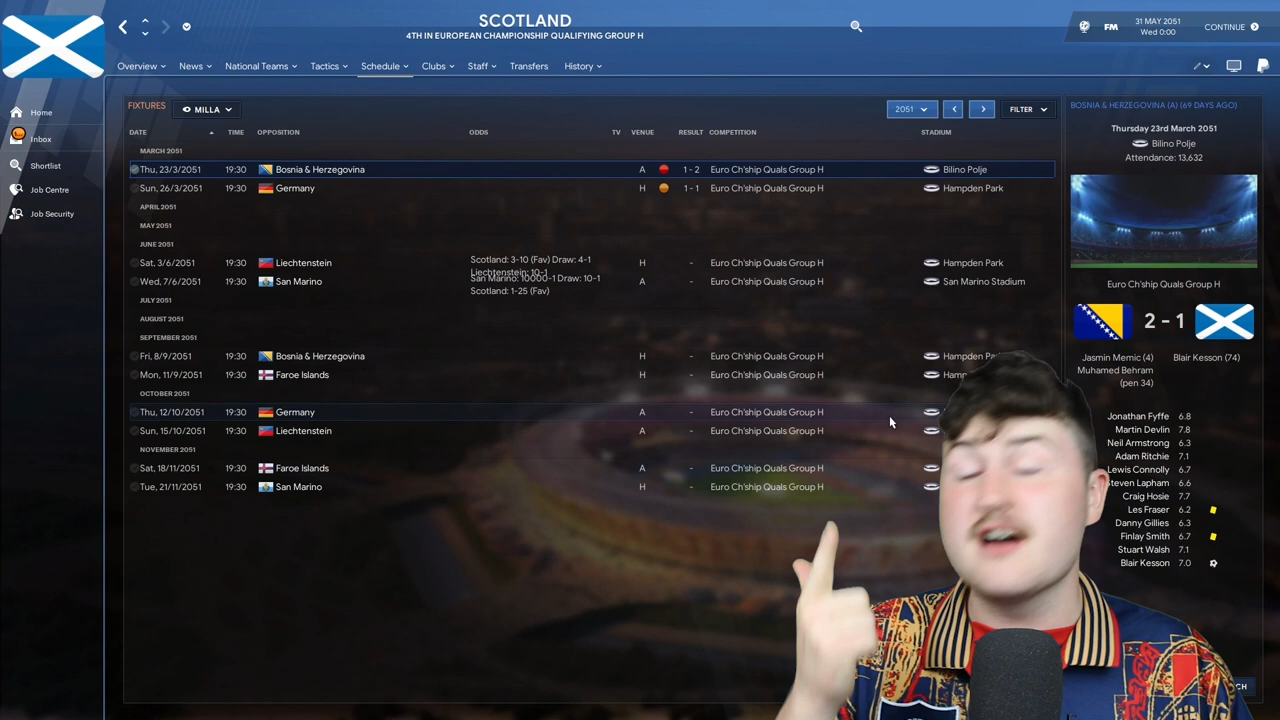 SCOTLAND
4TH IN EUROPEAN CHAMPIONSHIP QUALIFYING GROUP H
FM
31 MAY 2051
Wed 0:00
CONTINUE
Overview
News
National Teams
Tactics
Schedule
Clubs
Staff
Transfers
History
Home
Inbox
Shortlist
Job Centre
Job Security
FIXTURES
MILLA
2051
FILTER
DATE TIME OPPOSITION ODDS TV VENUE RESULT COMPETITION STADIUM
MARCH 2051
Thu, 23/3/2051 19:30 Bosnia & Herzegovina A 1 - 2 Euro Ch'ship Quals Group H Bilino Polje
Sun, 26/3/2051 19:30 Germany H 1 - 1 Euro Ch'ship Quals Group H Hampden Park
APRIL 2051
MAY 2051
JUNE 2051
Sat, 3/6/2051 19:30 Liechtenstein Scotland: 3-10 (Fav) Draw: 4-1 Liechtenstein: 10-1 H - Euro Ch'ship Quals Group H Hampden Park
Wed, 7/6/2051 19:30 San Marino San Marino: 10000-1 Draw: 10-1 Scotland: 1-25 (Fav) A - Euro Ch'ship Quals Group H San Marino Stadium
JULY 2051
AUGUST 2051
SEPTEMBER 2051
Fri, 8/9/2051 19:30 Bosnia & Herzegovina H - Euro Ch'ship Quals Group H Hampden
Mon, 11/9/2051 19:30 Faroe Islands H - Euro Ch'ship Quals Group H
OCTOBER 2051
Thu, 12/10/2051 19:30 Germany A - Euro Ch'ship Quals Group H
Sun, 15/10/2051 19:30 Liechtenstein A - Euro Ch'ship Quals Group H
NOVEMBER 2051
Sat, 18/11/2051 19:30 Faroe Islands A - Euro Ch'ship Quals Group H
Tue, 21/11/2051 19:30 San Marino H - Euro Ch'ship Quals Group H
BOSNIA & HERZEGOVINA (A) (69 DAYS AGO)
Thursday 23rd March 2051
Bilino Polje
Attendance: 13,632
Euro Ch'ship Quals Group H
2 - 1
Jasmin Memic (4)
Muhamed Behram
(pen 34)
Blair Kesson (74)
Jonathan Fyffe 6.8
Martin Devlin 7.8
Neil Armstrong 6.3
Adam Ritchie 7.1
Lewis Connolly 6.7
Steven Lapham 6.6
Craig Hosie 7.7
Les Fraser 6.2
Danny Gillies 6.3
Finlay Smith 6.7
Stuart Walsh 7.1
Blair Kesson 7.0